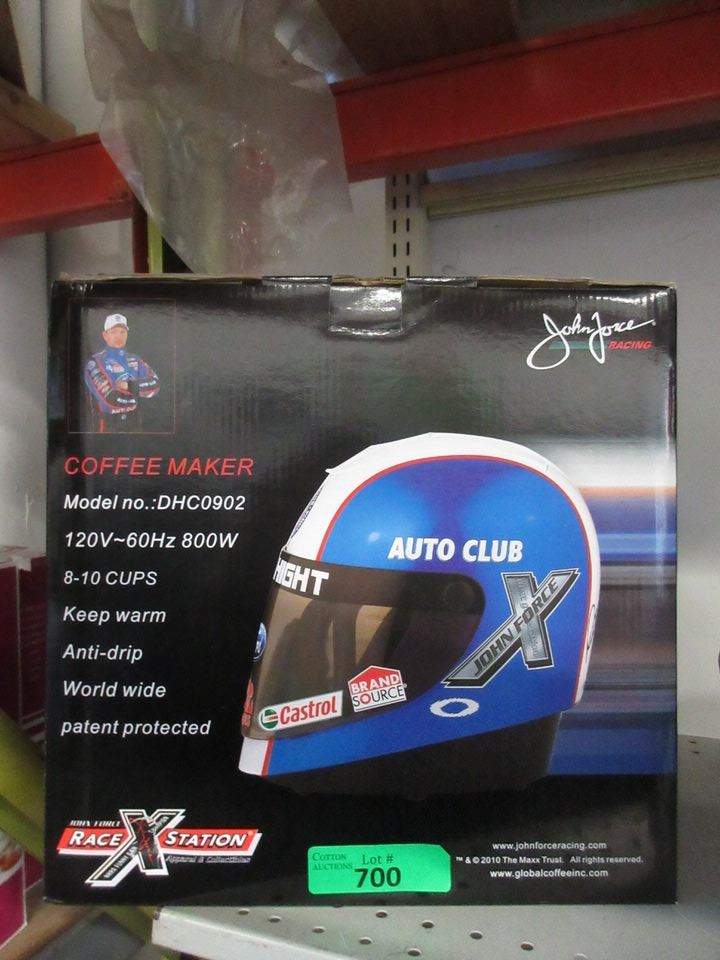 John Force
RACING
COFFEE MAKER
Model no.:DHC0902
120V~60Hz 800W
8-10 CUPS
Keep warm
Anti-drip
World wide
patent protected
AUTO CLUB
HIGHT
JOHN FORCE
Ford
BRAND
SOURCE
Castrol
JOHN FORCE
RACE STATION
Apparel & Collectibles
COTTON
AUCTIONS
Lot #
700
www.johnforceracing.com
™ & © 2010 The Maxx Trust. All rights reserved.
www.globalcoffeeinc.com